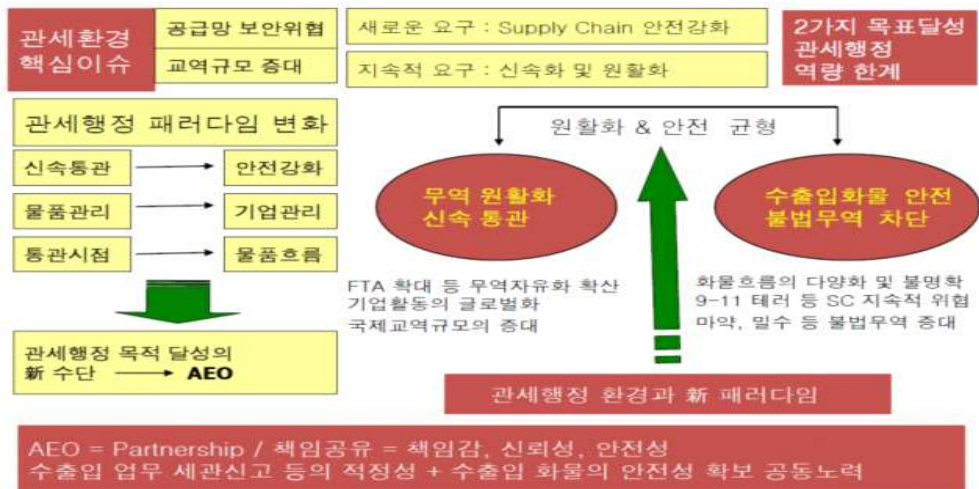 관세환경
핵심이슈
공급망 보안위협
교역규모 증대
새로운 요구 : Supply Chain 안전강화
지속적 요구 : 신속화 및 원활화
2가지 목표달성
관세행정
역량 한계
관세행정 패러다임 변화
신속통관
안전강화
물품관리
기업관리
통관시점
물품흐름
관세행정 목적 달성의
新 수단
AEO
원활화 & 안전 균형
무역 원활화
신속 통관
수출입화물 안전
불법무역 차단
FTA 확대 등 무역자유화 확산
기업활동의 글로벌화
국제교역규모의 증대
화물흐름의 다양화 및 불명확
9-11 테러 등 SC 지속적 위협
마약, 밀수 등 불법무역 증대
관세행정 환경과 新 패러다임
AEO = Partnership / 책임공유 = 책임감, 신뢰성, 안전성
수출입 업무 세관신고 등의 적정성 + 수출입 화물의 안전성 확보 공동노력